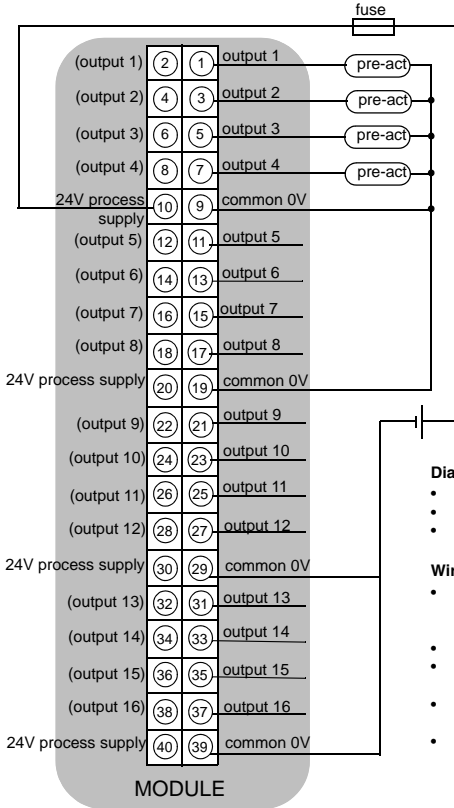 fuse
(output 1) 2 1 output 1 pre-act
(output 2) 4 3 output 2 pre-act
(output 3) 6 5 output 3 pre-act
(output 4) 8 7 output 4 pre-act
24V process
supply
10 9 common 0V
(output 5) 12 11 output 5
(output 6) 14 13 output 6
(output 7) 16 15 output 7
(output 8) 18 17 output 8
24V process supply 20 19 common 0V
(output 9) 22 21 output 9
(output 10) 24 23 output 10
(output 11) 26 25 output 11
(output 12) 28 27 output 12
24V process supply 30 29 common 0V
(output 13) 32 31 output 13
(output 14) 34 33 output 14
(output 15) 36 35 output 15
(output 16) 38 37 output 16
24V process supply 40 39 common 0V
MODULE
Dia
•
•
•
Wir
•
•
•
•
•